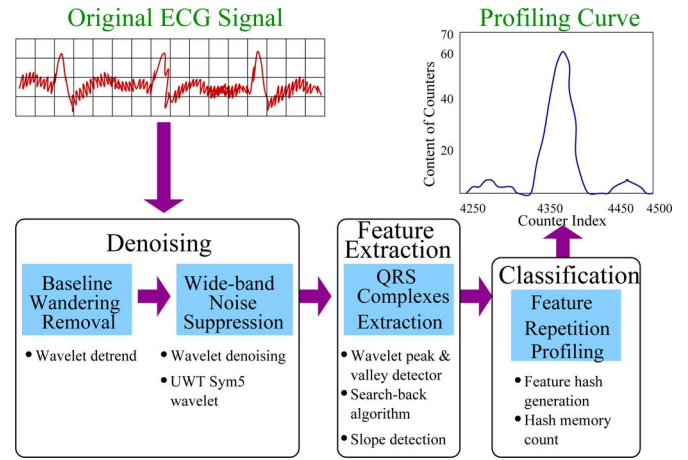 Original ECG Signal
Profiling Curve
Content of Counters
70
60
40
20
4250
4350
4450
4500
Counter Index
Denoising
Baseline
Wandering
Removal
Wide-band
Noise
Suppression
• Wavelet detrend
• Wavelet denoising
• UWT Sym5
wavelet
Feature
Extraction
QRS
Complexes
Extraction
• Wavelet peak &
valley detector
• Search-back
algorithm
• Slope detection
Classification
Feature
Repetition
Profiling
• Feature hash
generation
• Hash memory
count